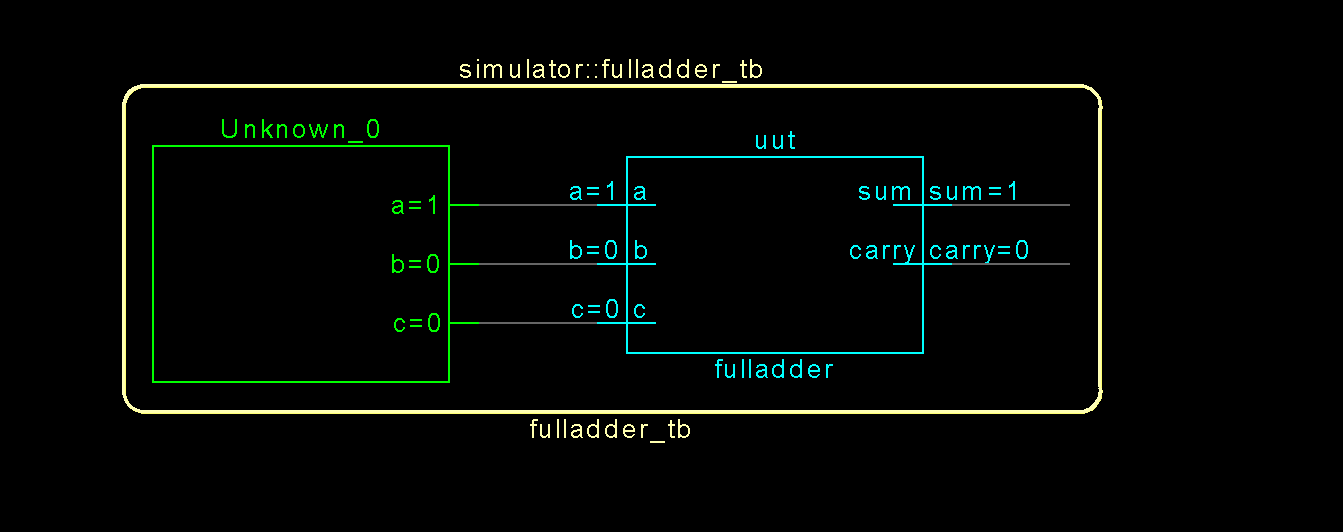 simulator::fulladder_tb
Unknown_0
uut
a=1
b=0
c=0
a=1 a
b=0 b
c=0 c
sum sum=1
carry carry=0
fulladder
fulladder_tb